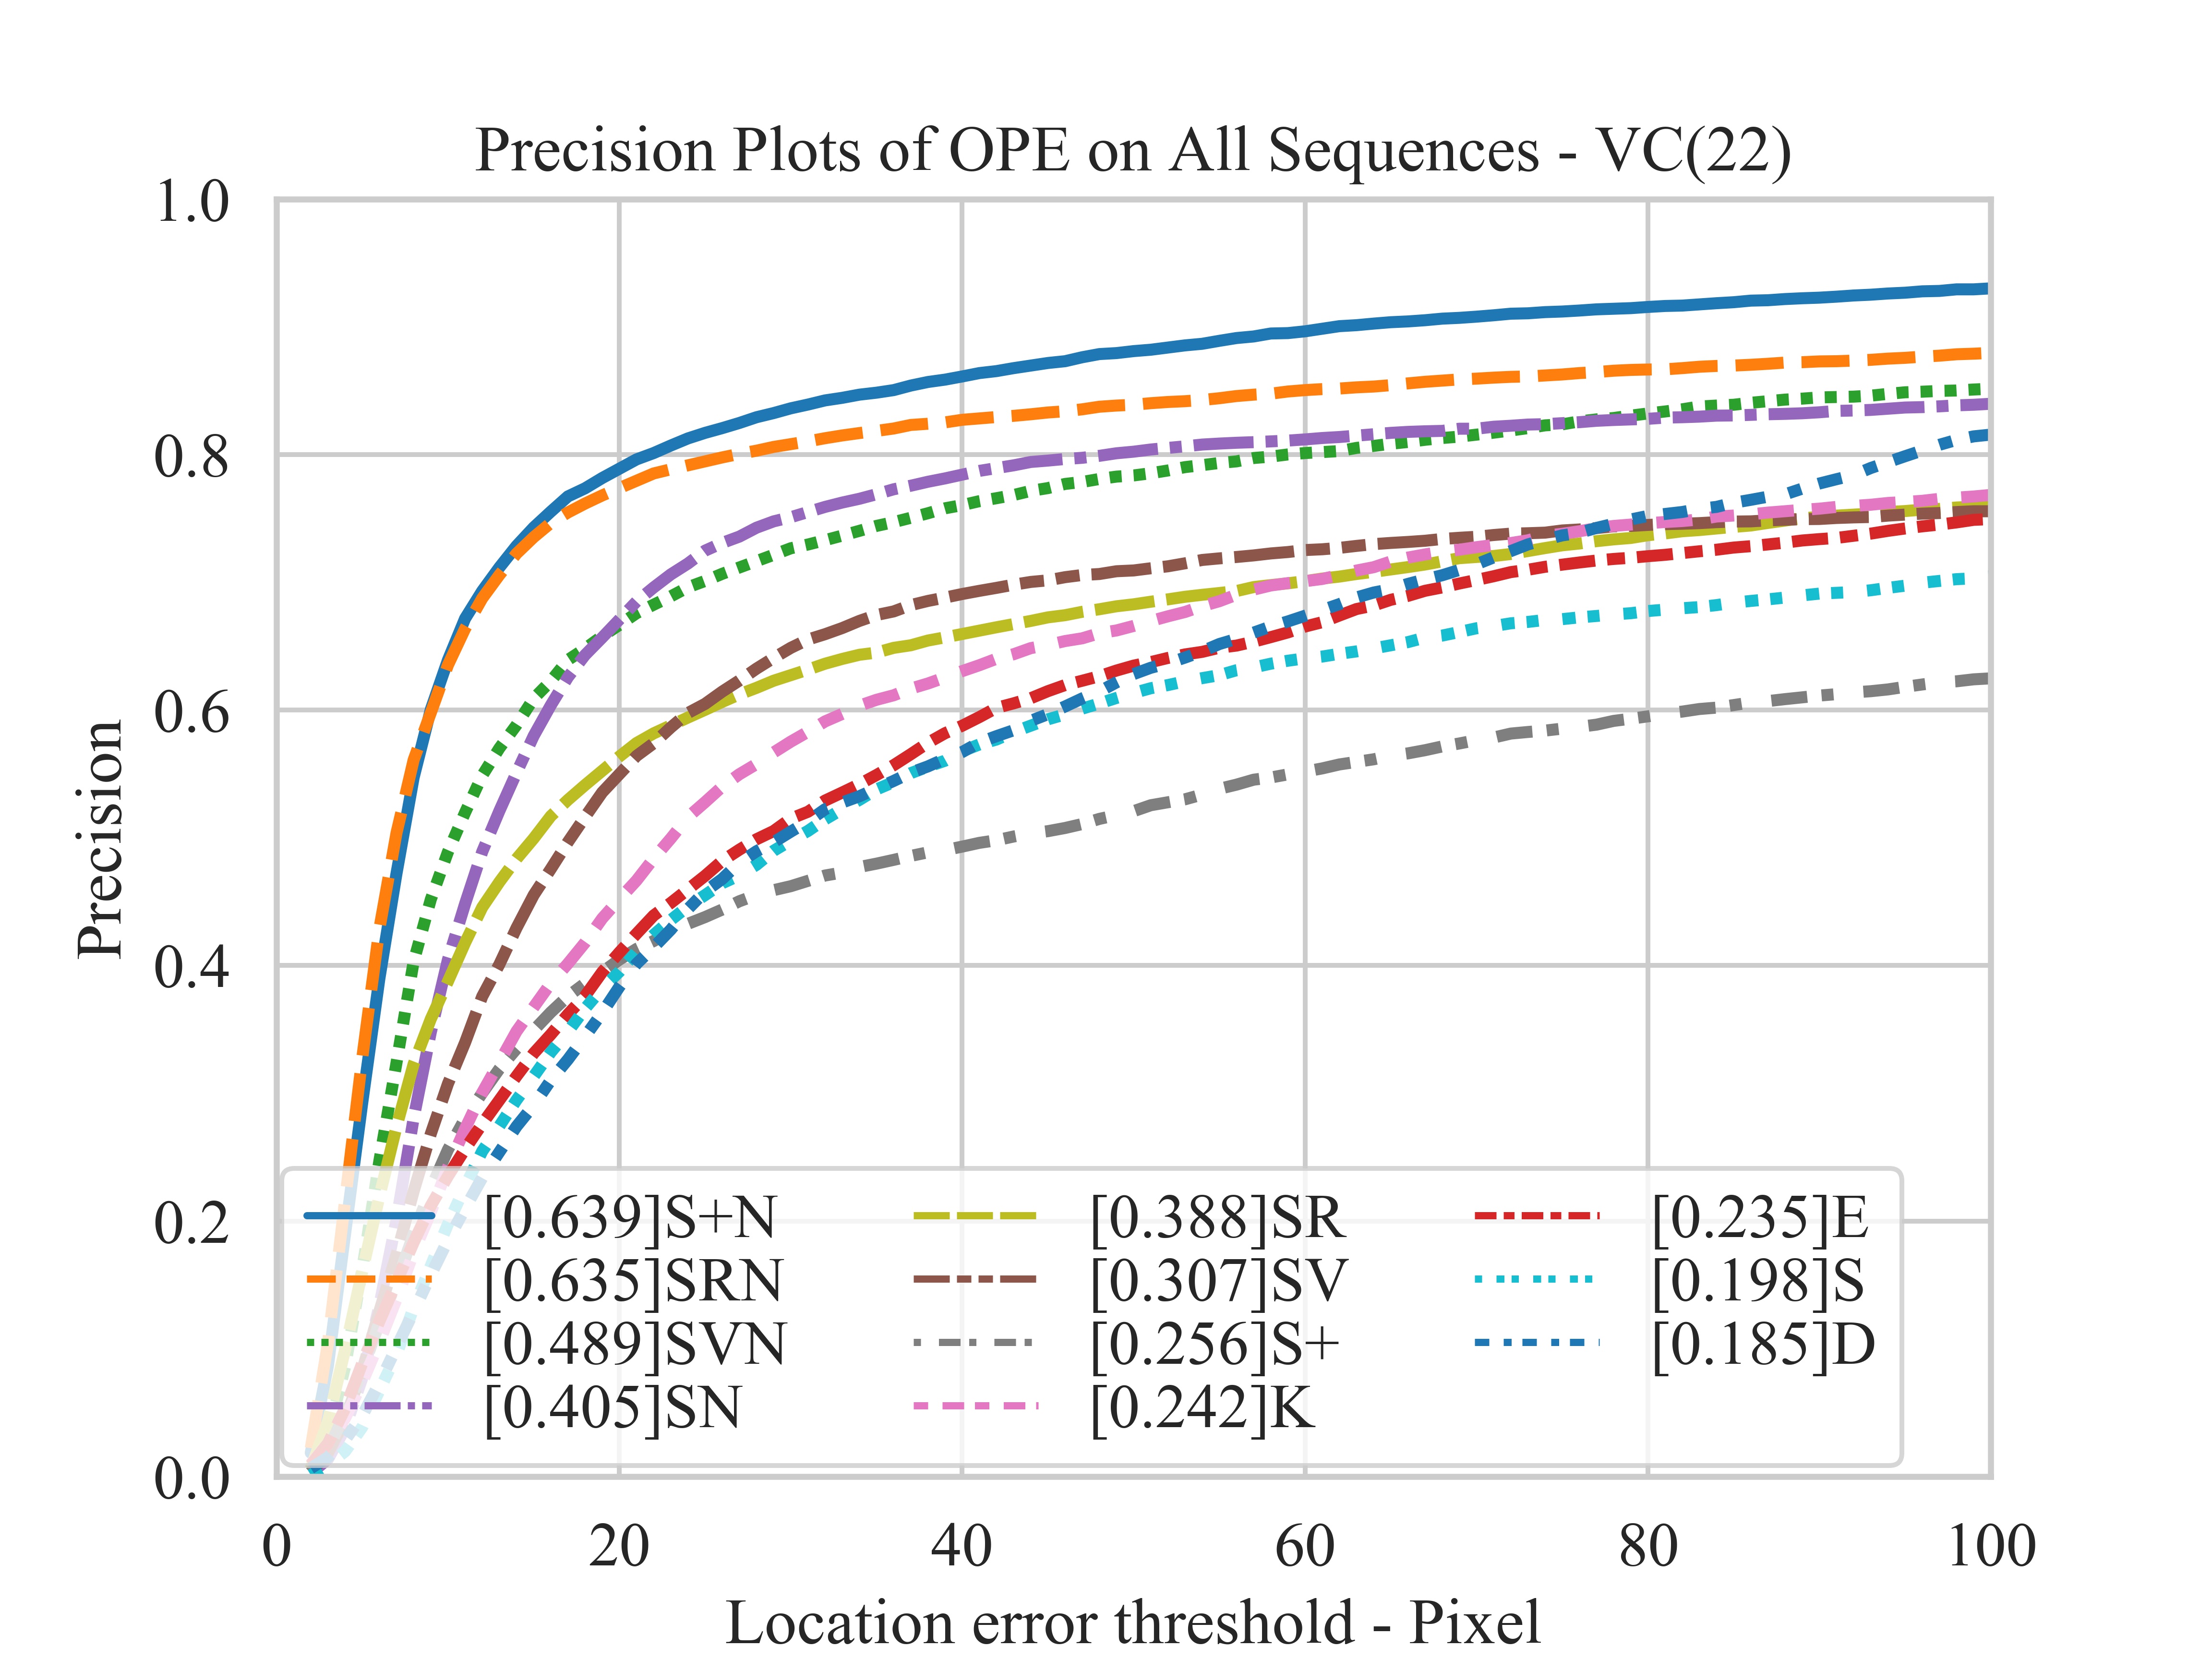 Precision Plots of OPE on All Sequences - VC(22)
1.0
0.8
0.6
0.4
0.2
0.0
Precision
[0.639]S+N
[0.635]SRN
[0.489]SVN
[0.405]SN
[0.388]SR
[0.307]SV
[0.256]S+
[0.242]K
[0.235]E
[0.198]S
[0.185]D
0 20 40 60 80 100
Location error threshold - Pixel